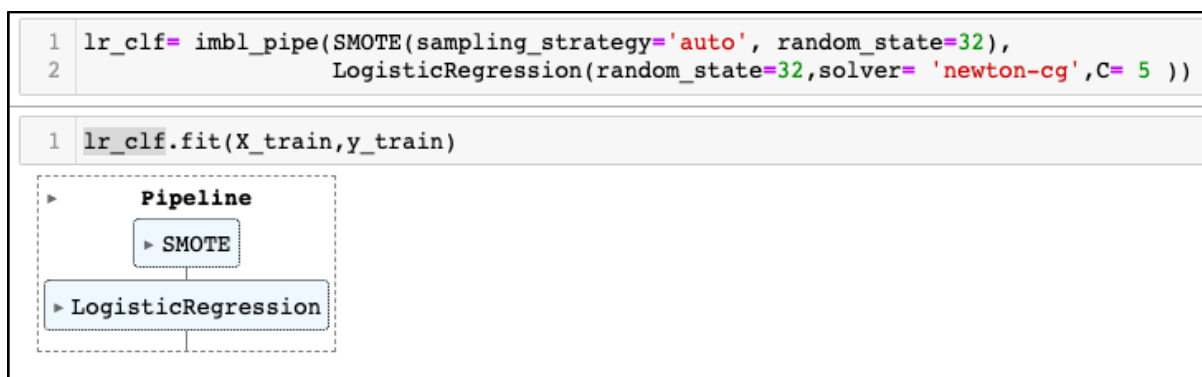 1 lr_clf= imbl_pipe(SMOTE(sampling_strategy='auto', random_state=32),
2 LogisticRegression(random_state=32,solver= 'newton-cg',C= 5 ))
1 lr_clf.fit(X_train,y_train)
Pipeline
SMOTE
LogisticRegression